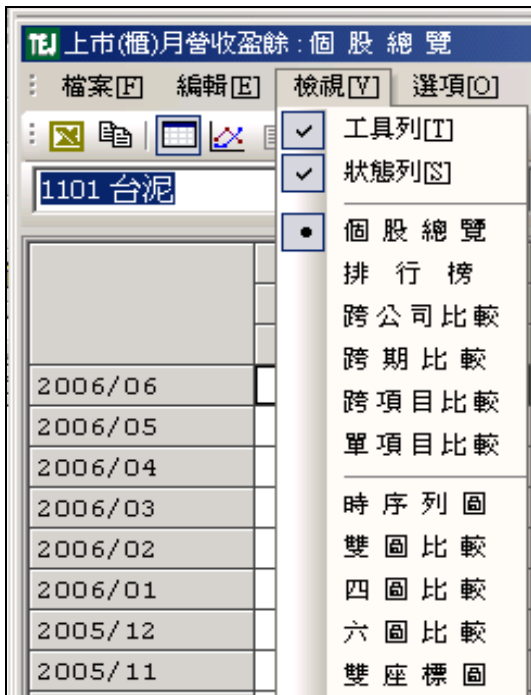 TEJ 上市(櫃)月營收盈餘:個 股 總 覽
檔案[F] 編輯[E] 檢視[V] 選項[O]
工具列[T]
狀態列[S]
1101 台泥
個 股 總 覽
排 行 榜
跨公司比較
跨 期 比 較
跨項目比較
單項目比較
2006/06
2006/05
2006/04
2006/03
2006/02
2006/01
2005/12
2005/11
時 序 列 圖
雙 圖 比 較
四 圖 比 較
六 圖 比 較
雙 座 標 圖